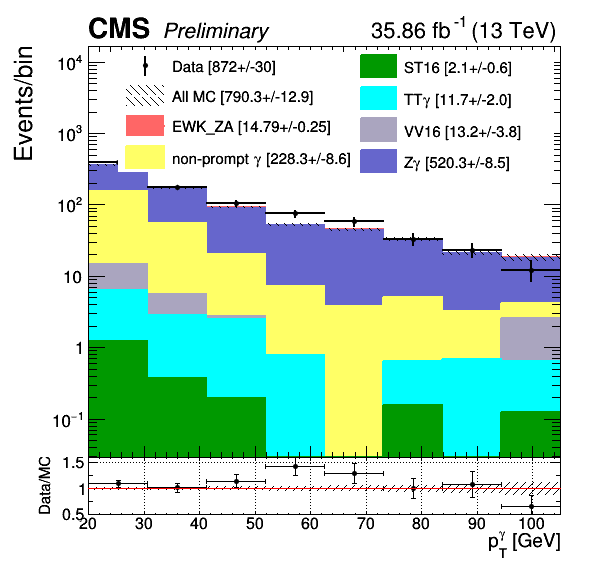 CMS Preliminary 35.86 fb⁻¹ (13 TeV)
Events/bin
10⁴
10³
10²
10
1
10⁻¹
Data [872+/-30]
All MC [790.3+/-12.9]
EWK_ZA [14.79+/-0.25]
non-prompt γ [228.3+/-8.6]
ST16 [2.1+/-0.6]
TTγ [11.7+/-2.0]
VV16 [13.2+/-3.8]
Zγ [520.3+/-8.5]
Data/MC
1.5
1
0.5
20 30 40 50 60 70 80 90 100
p_T^γ [GeV]